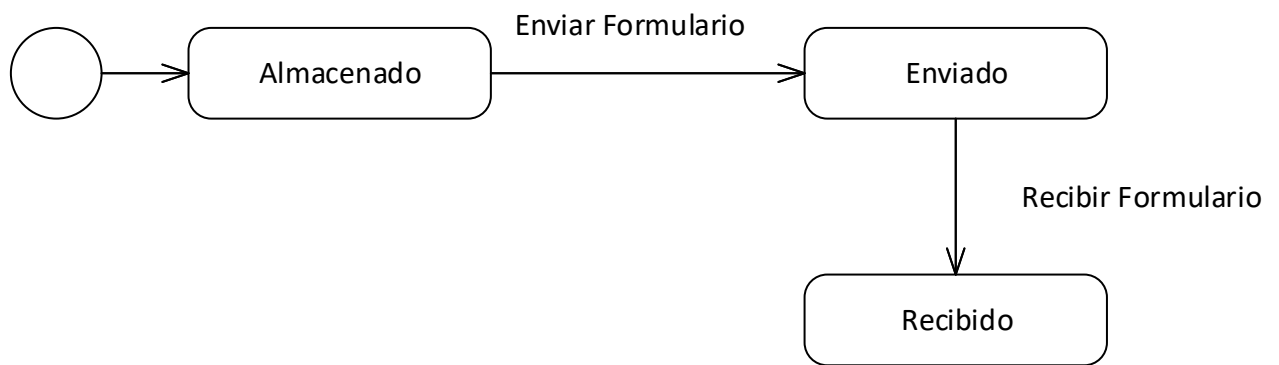 Enviar Formulario
Almacenado
Enviado
Recibir Formulario
Recibido